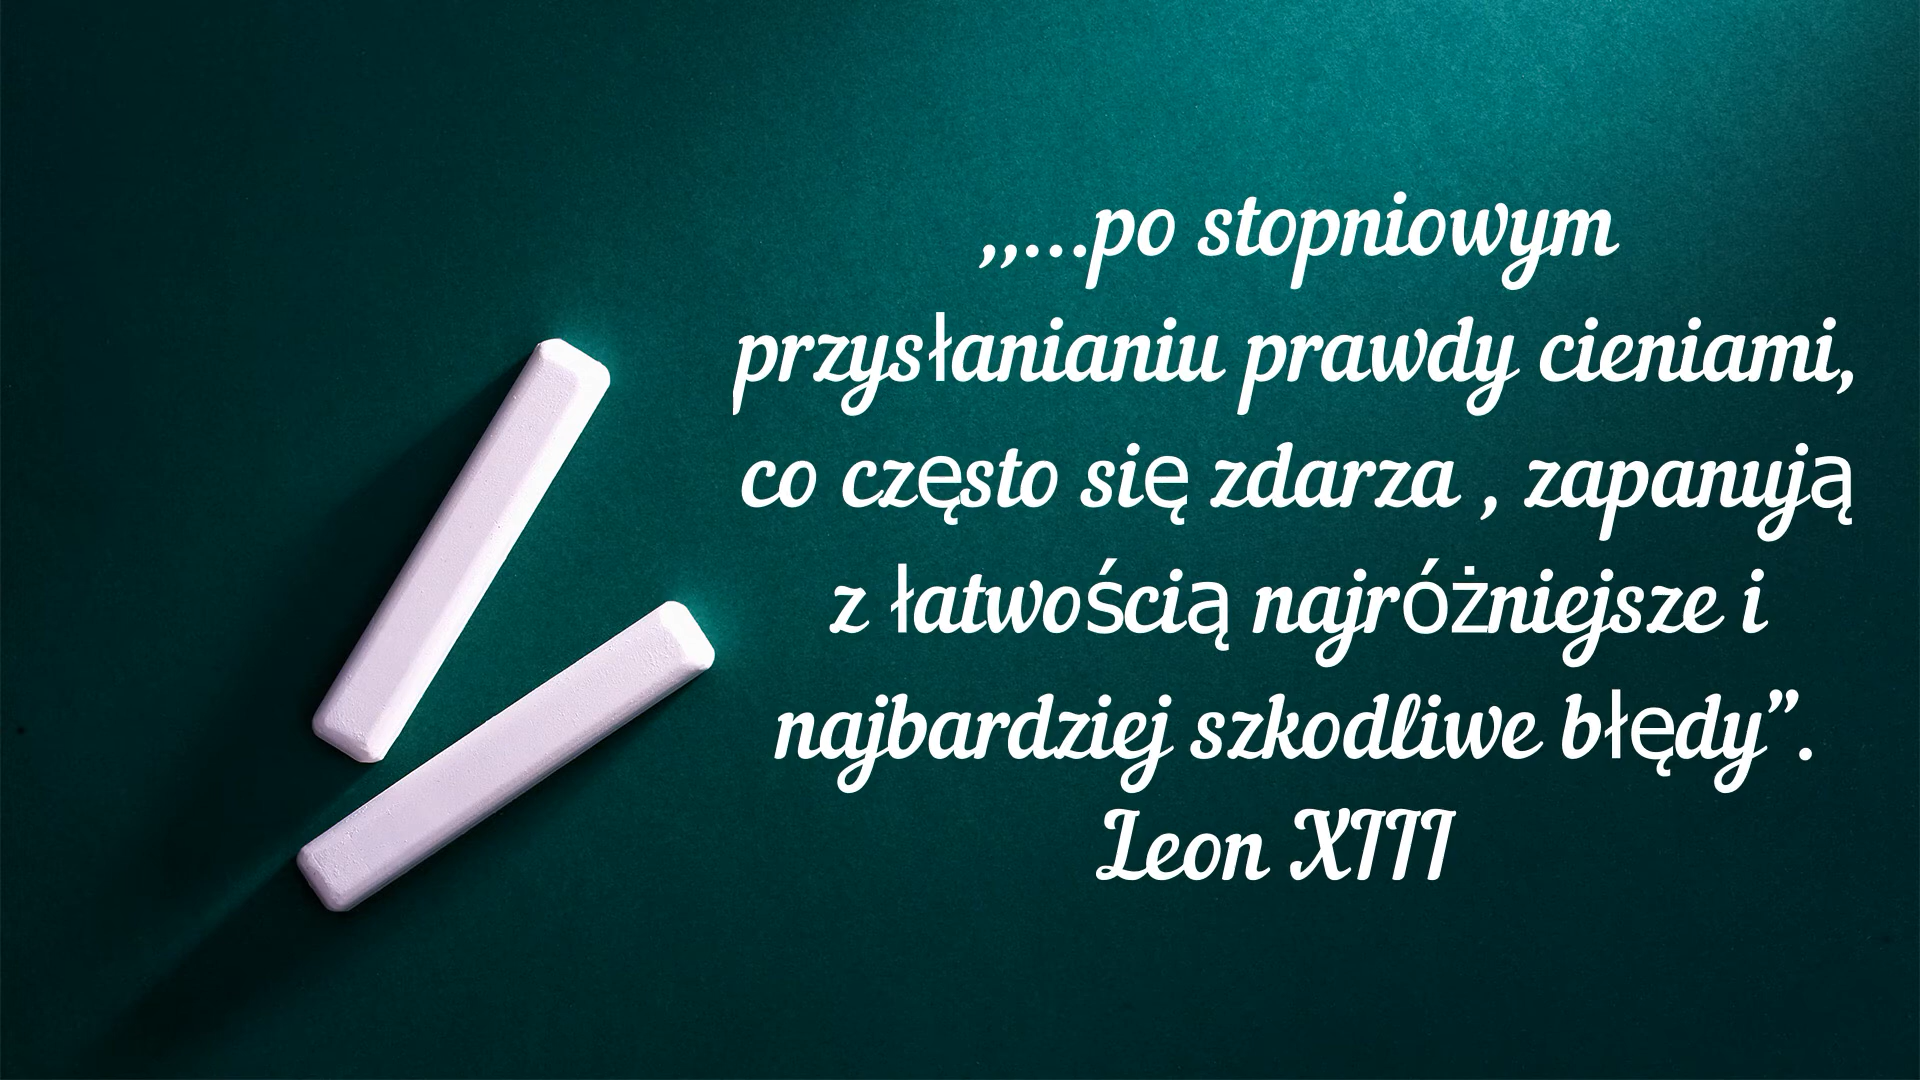 ,,...po stopniowym
przysłanianiu prawdy cieniami,
co często się zdarza , zapanują
z łatwością najróżniejsze i
najbardziej szkodliwe błędy”.
Leon XIII